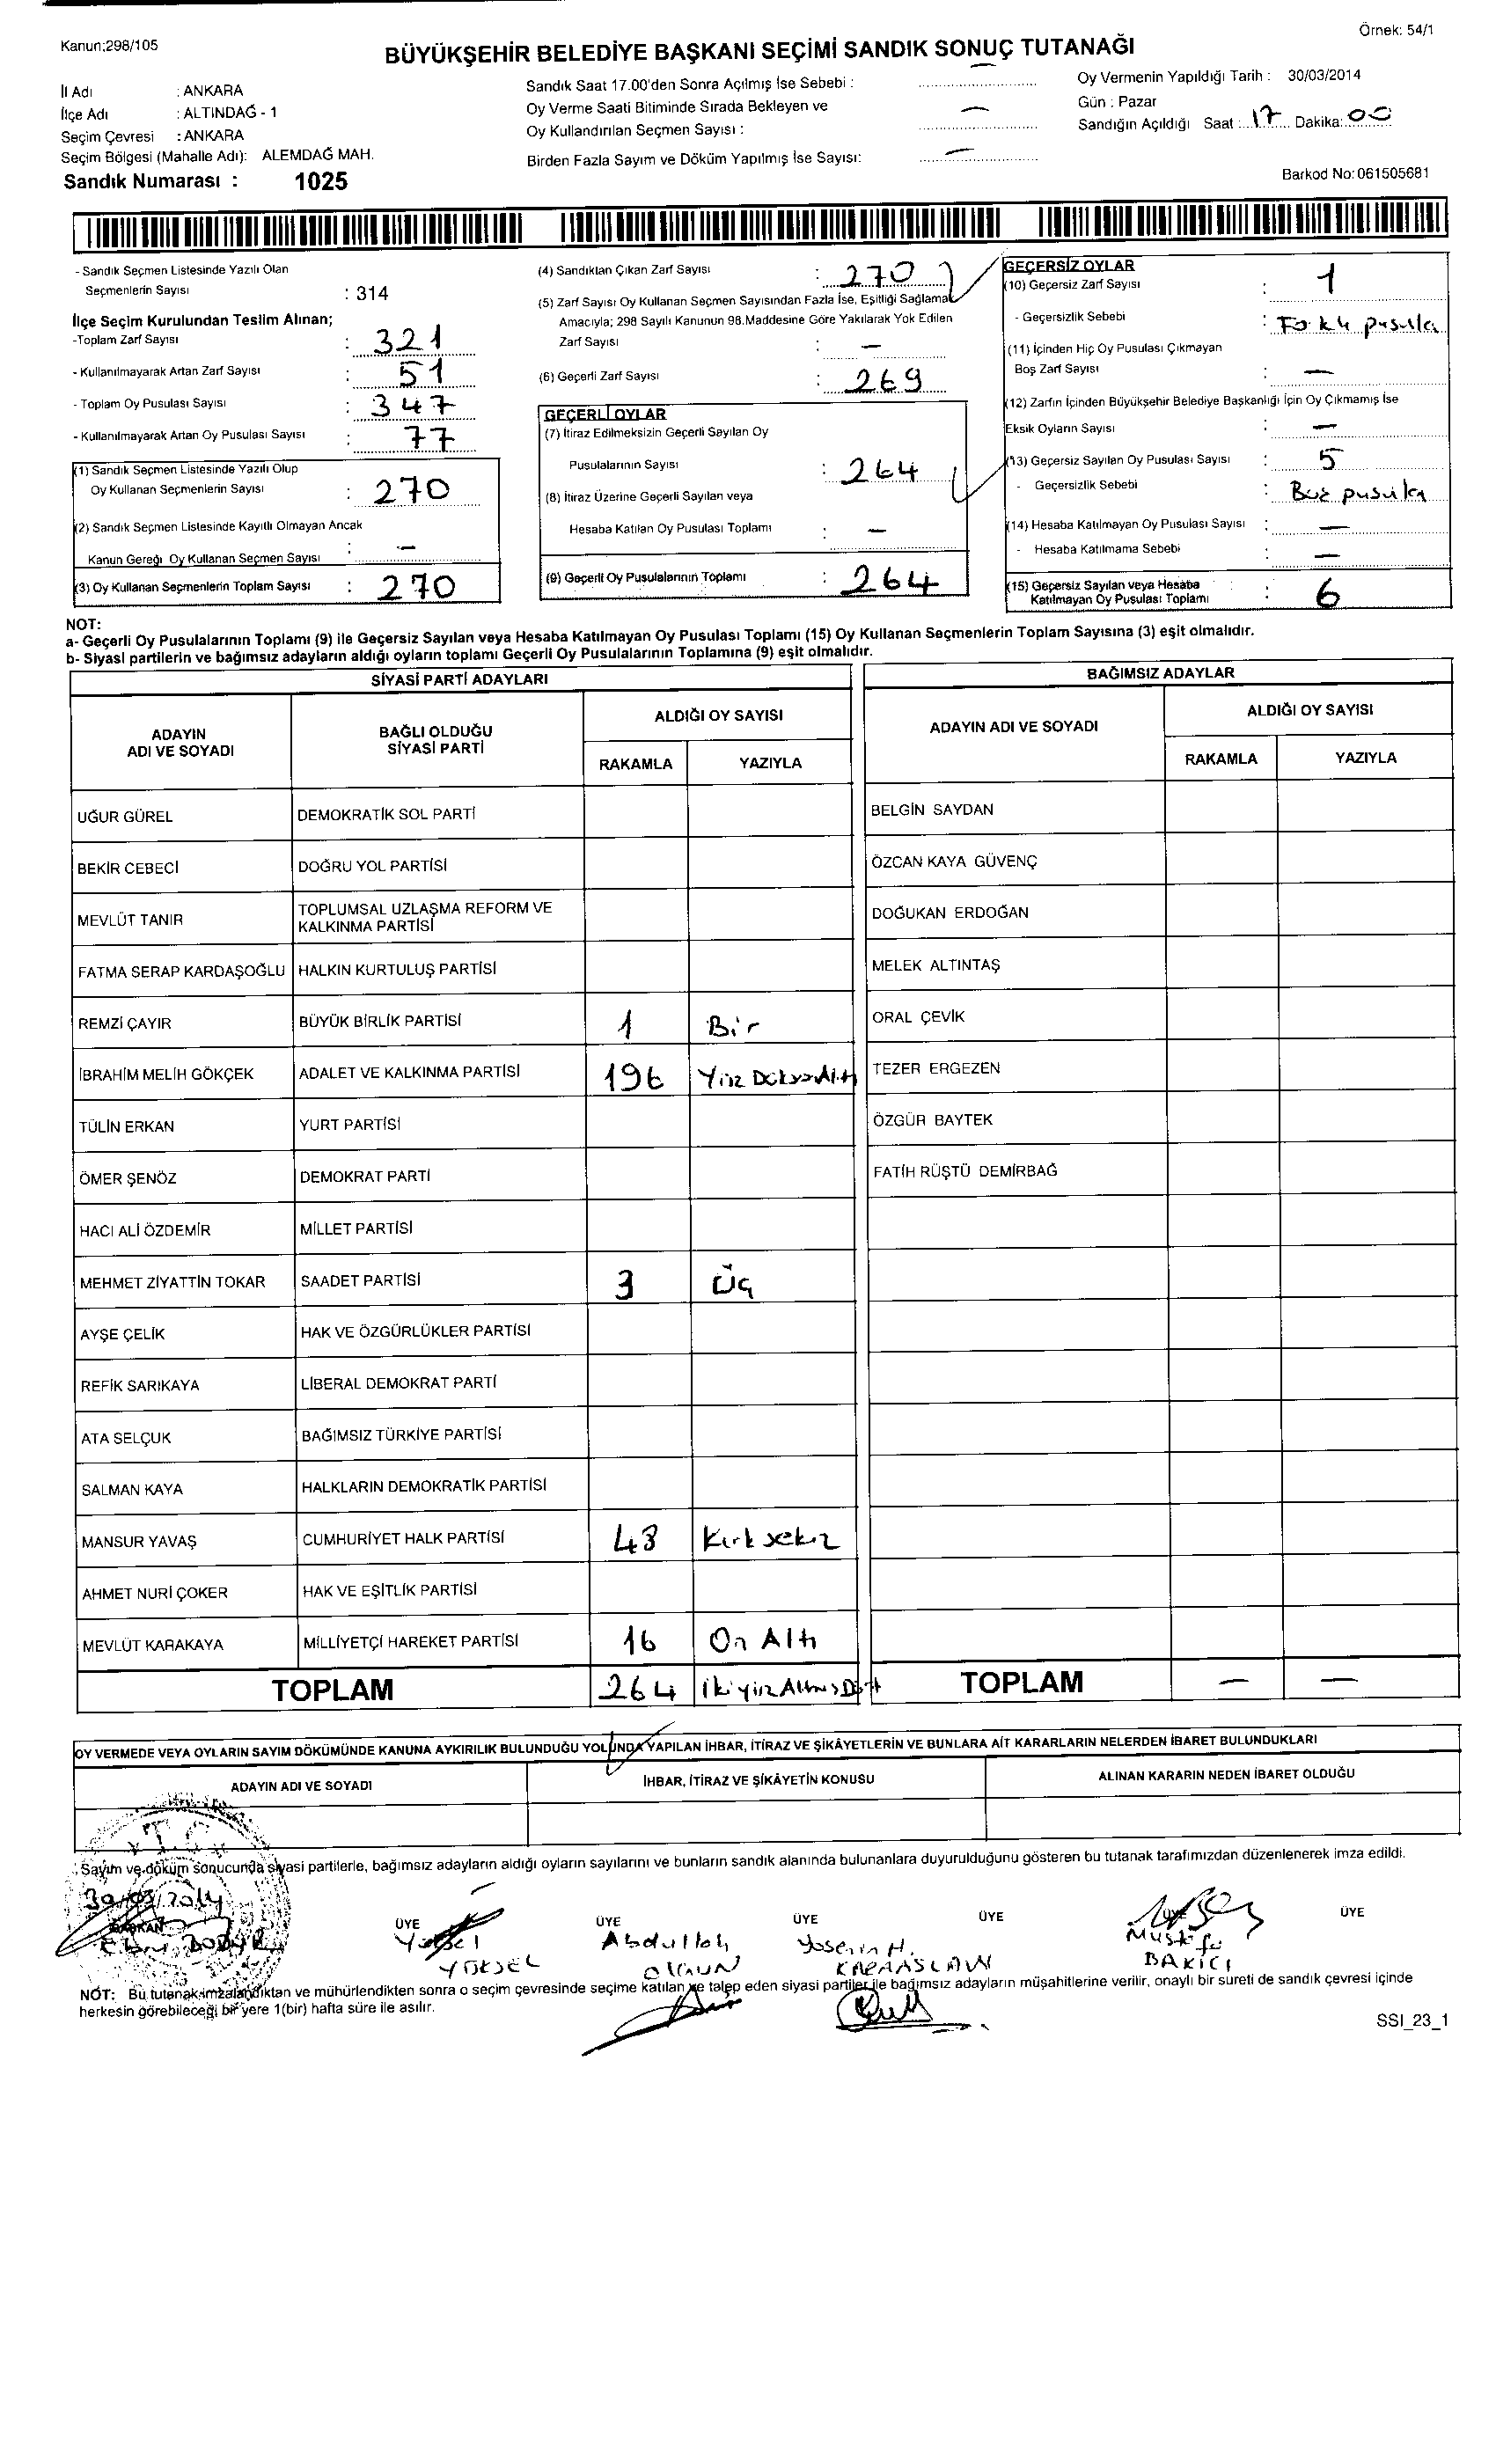 Kanun:298/105
Örnek: 54/1
BÜYÜKŞEHİR BELEDİYE BAŞKANI SEÇİMİ SANDIK SONUÇ TUTANAĞI
İl Adı : ANKARA
İlçe Adı : ALTINDAĞ - 1
Seçim Çevresi : ANKARA
Seçim Bölgesi (Mahalle Adı): ALEMDAĞ MAH.
Sandık Numarası : 1025
Sandık Saat 17.00'den Sonra Açılmış İse Sebebi : —
Oy Verme Saati Bitiminde Sırada Bekleyen ve
Oy Kullandırılan Seçmen Sayısı : —
Birden Fazla Sayım ve Döküm Yapılmış İse Sayısı: —
Oy Vermenin Yapıldığı Tarih : 30/03/2014
Gün : Pazar
Sandığın Açıldığı Saat : 17 Dakika: 00
Barkod No: 061505681
- Sandık Seçmen Listesinde Yazılı Olan
Seçmenlerin Sayısı : 314
İlçe Seçim Kurulundan Teslim Alınan;
-Toplam Zarf Sayısı : 321
- Kullanılmayarak Artan Zarf Sayısı : 51
- Toplam Oy Pusulası Sayısı : 347
- Kullanılmayarak Artan Oy Pusulası Sayısı : 77
(1) Sandık Seçmen Listesinde Yazılı Olup
Oy Kullanan Seçmenlerin Sayısı : 270
(2) Sandık Seçmen Listesinde Kayıtlı Olmayan Ancak
Kanun Gereği Oy Kullanan Seçmen Sayısı : —
(3) Oy Kullanan Seçmenlerin Toplam Sayısı : 270
(4) Sandıktan Çıkan Zarf Sayısı : 270
(5) Zarf Sayısı Oy Kullanan Seçmen Sayısından Fazla İse, Eşitliği Sağlamak
Amacıyla; 298 Sayılı Kanunun 98.Maddesine Göre Yakılarak Yok Edilen
Zarf Sayısı : —
(6) Geçerli Zarf Sayısı : 269
GEÇERLİ OYLAR
(7) İtiraz Edilmeksizin Geçerli Sayılan Oy
Pusulalarının Sayısı : 264
(8) İtiraz Üzerine Geçerli Sayılan veya
Hesaba Katılan Oy Pusulası Toplamı : —
(9) Geçerli Oy Pusulalarının Toplamı : 264
GEÇERSİZ OYLAR
(10) Geçersiz Zarf Sayısı : 1
- Geçersizlik Sebebi : pusula
(11) İçinden Hiç Oy Pusulası Çıkmayan
Boş Zarf Sayısı : —
(12) Zarfın İçinden Büyükşehir Belediye Başkanlığı İçin Oy Çıkmamış İse
Eksik Oyların Sayısı : —
(13) Geçersiz Sayılan Oy Pusulası Sayısı : 5
- Geçersizlik Sebebi : pusula
(14) Hesaba Katılmayan Oy Pusulası Sayısı : —
- Hesaba Katılmama Sebebi : —
(15) Geçersiz Sayılan veya Hesaba
Katılmayan Oy Pusulası Toplamı : 6
NOT:
a- Geçerli Oy Pusulalarının Toplamı (9) ile Geçersiz Sayılan veya Hesaba Katılmayan Oy Pusulası Toplamı (15) Oy Kullanan Seçmenlerin Toplam Sayısına (3) eşit olmalıdır.
b- Siyasi partilerin ve bağımsız adayların aldığı oyların toplamı Geçerli Oy Pusulalarının Toplamına (9) eşit olmalıdır.
SİYASİ PARTİ ADAYLARI
ADAYIN ADI VE SOYADI
BAĞLI OLDUĞU SİYASİ PARTİ
ALDIĞI OY SAYISI
RAKAMLA YAZIYLA
UĞUR GÜREL DEMOKRATİK SOL PARTİ
BEKİR CEBECİ DOĞRU YOL PARTİSİ
MEVLÜT TANIR TOPLUMSAL UZLAŞMA REFORM VE KALKINMA PARTİSİ
FATMA SERAP KARDAŞOĞLU HALKIN KURTULUŞ PARTİSİ
REMZİ ÇAYIR BÜYÜK BİRLİK PARTİSİ 1 Bir
İBRAHİM MELİH GÖKÇEK ADALET VE KALKINMA PARTİSİ 196 Yüz DoksanAltı
TÜLİN ERKAN YURT PARTİSİ
ÖMER ŞENÖZ DEMOKRAT PARTİ
HACI ALİ ÖZDEMİR MİLLET PARTİSİ
MEHMET ZİYATTİN TOKAR SAADET PARTİSİ 3 Üç
AYŞE ÇELİK HAK VE ÖZGÜRLÜKLER PARTİSİ
REFİK SARIKAYA LİBERAL DEMOKRAT PARTİ
ATA SELÇUK BAĞIMSIZ TÜRKİYE PARTİSİ
SALMAN KAYA HALKLARIN DEMOKRATİK PARTİSİ
MANSUR YAVAŞ CUMHURİYET HALK PARTİSİ 48 Kırk sekiz
AHMET NURİ ÇOKER HAK VE EŞİTLİK PARTİSİ
MEVLÜT KARAKAYA MİLLİYETÇİ HAREKET PARTİSİ 16 On Altı
TOPLAM 264 İkiyüzAltmışDört
BAĞIMSIZ ADAYLAR
ADAYIN ADI VE SOYADI
ALDIĞI OY SAYISI
RAKAMLA YAZIYLA
BELGİN SAYDAN
ÖZCAN KAYA GÜVENÇ
DOĞUKAN ERDOĞAN
MELEK ALTINTAŞ
ORAL ÇEVİK
TEZER ERGEZEN
ÖZGÜR BAYTEK
FATİH RÜŞTÜ DEMİRBAĞ
TOPLAM — —
OY VERMEDE VEYA OYLARIN SAYIM DÖKÜMÜNDE KANUNA AYKIRILIK BULUNDUĞU YOLUNDA YAPILAN İHBAR, İTİRAZ VE ŞİKÂYETLERİN VE BUNLARA AİT KARARLARIN NELERDEN İBARET BULUNDUKLARI
ADAYIN ADI VE SOYADI İHBAR, İTİRAZ VE ŞİKÂYETİN KONUSU ALINAN KARARIN NEDEN İBARET OLDUĞU
Sayım ve döküm sonucunda siyasi partilerle, bağımsız adayların aldığı oyların sayılarını ve bunların sandık alanında bulunanlara duyurulduğunu gösteren bu tutanak tarafımızdan düzenlenerek imza edildi.
30/03/2014
BAŞKAN ÜYE ÜYE ÜYE ÜYE ÜYE ÜYE
Yüksel Abdullah H. Mustafa
YÜKSEL OLGUN KARAASLAN BAKICI
NOT: Bu tutanak imzalandıktan ve mühürlendikten sonra o seçim çevresinde seçime katılan ve talep eden siyasi partiler ile bağımsız adayların müşahitlerine verilir, onaylı bir sureti de sandık çevresi içinde
herkesin görebileceği bir yere 1(bir) hafta süre ile asılır.
SSI_23_1